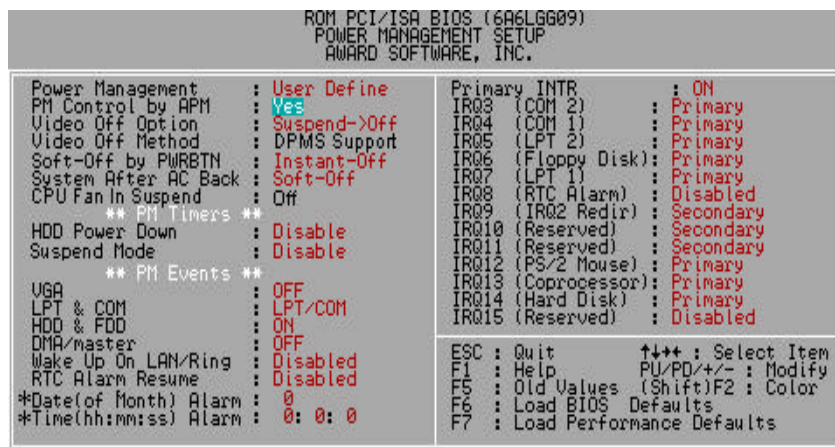 ROM PCI/ISA BIOS (6A6LGG09)
POWER MANAGEMENT SETUP
AWARD SOFTWARE, INC.
Power Management : User Define
PM Control by APM : Yes
Video Off Option : Suspend->Off
Video Off Method : DPMS Support
Soft-Off by PWRBTN : Instant-Off
System After AC Back : Soft-Off
CPU Fan In Suspend : Off
** PM Timers **
HDD Power Down : Disable
Suspend Mode : Disable
** PM Events **
VGA : OFF
LPT & COM : LPT/COM
HDD & FDD : ON
DMA/master : OFF
Wake Up On LAN/Ring : Disabled
RTC Alarm Resume : Disabled
*Date(of Month) Alarm : 0
*Time(hh:mm:ss) Alarm : 0: 0: 0
Primary INTR : ON
IRQ3 (COM 2) : Primary
IRQ4 (COM 1) : Primary
IRQ5 (LPT 2) : Primary
IRQ6 (Floppy Disk): Primary
IRQ7 (LPT 1) : Primary
IRQ8 (RTC Alarm) : Disabled
IRQ9 (IRQ2 Redir) : Secondary
IRQ10 (Reserved) : Secondary
IRQ11 (Reserved) : Secondary
IRQ12 (PS/2 Mouse) : Primary
IRQ13 (Coprocessor): Primary
IRQ14 (Hard Disk) : Primary
IRQ15 (Reserved) : Disabled
ESC : Quit ↑↓→← : Select Item
F1 : Help PU/PD/+/- : Modify
F5 : Old Values (Shift)F2 : Color
F6 : Load BIOS Defaults
F7 : Load Performance Defaults